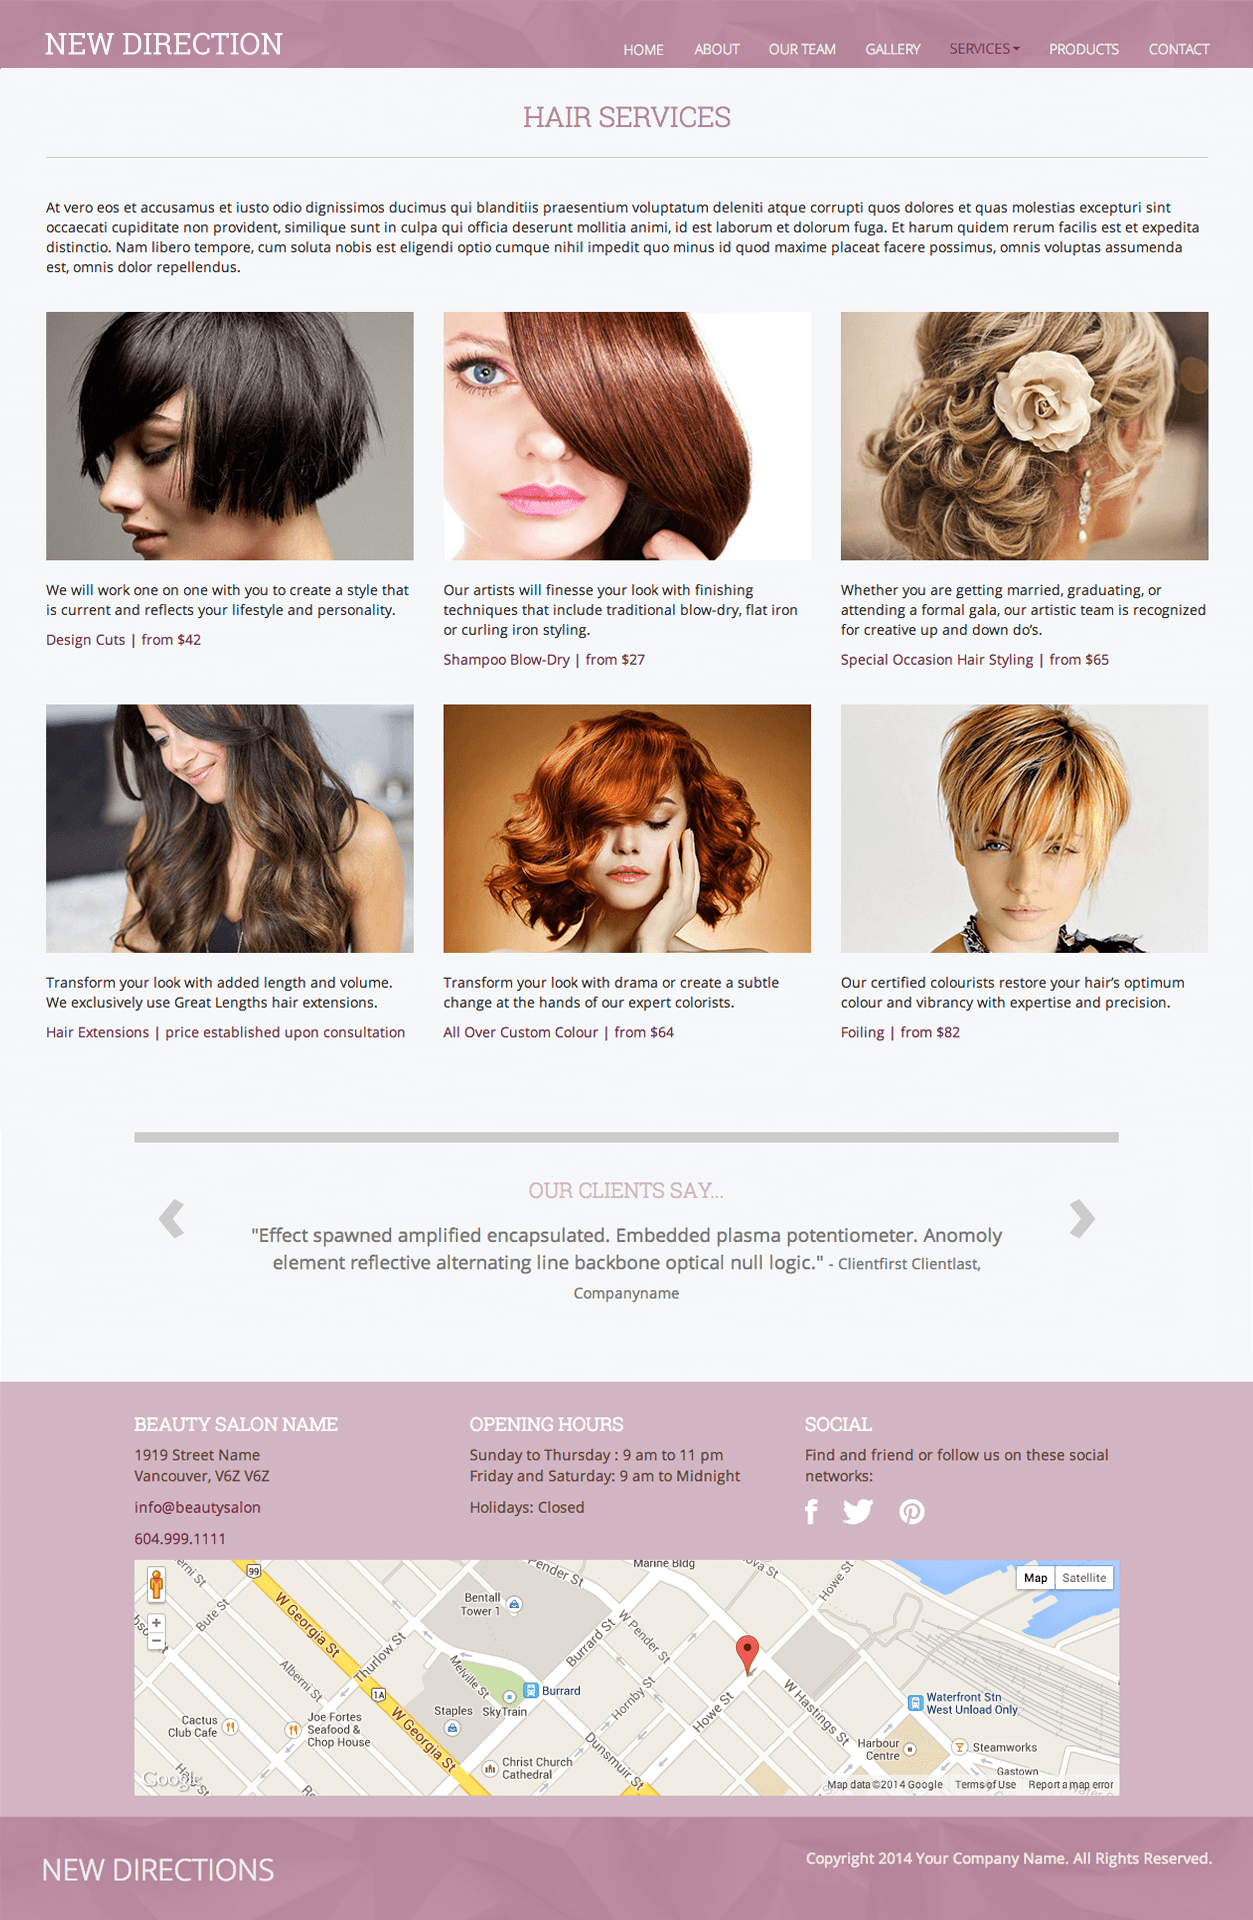 NEW DIRECTION
HOME ABOUT OUR TEAM GALLERY SERVICES PRODUCTS CONTACT
HAIR SERVICES
At vero eos et accusamus et iusto odio dignissimos ducimus qui blanditiis praesentium voluptatum deleniti atque corrupti quos dolores et quas molestias excepturi sint
occaecati cupiditate non provident, similique sunt in culpa qui officia deserunt mollitia animi, id est laborum et dolorum fuga. Et harum quidem rerum facilis est et expedita
distinctio. Nam libero tempore, cum soluta nobis est eligendi optio cumque nihil impedit quo minus id quod maxime placeat facere possimus, omnis voluptas assumenda
est, omnis dolor repellendus.
We will work one on one with you to create a style that
is current and reflects your lifestyle and personality.
Design Cuts | from $42
Our artists will finesse your look with finishing
techniques that include traditional blow-dry, flat iron
or curling iron styling.
Shampoo Blow-Dry | from $27
Whether you are getting married, graduating, or
attending a formal gala, our artistic team is recognized
for creative up and down do's.
Special Occasion Hair Styling | from $65
Transform your look with added length and volume.
We exclusively use Great Lengths hair extensions.
Hair Extensions | price established upon consultation
Transform your look with drama or create a subtle
change at the hands of our expert colorists.
All Over Custom Colour | from $64
Our certified colourists restore your hair's optimum
colour and vibrancy with expertise and precision.
Foiling | from $82
OUR CLIENTS SAY...
"Effect spawned amplified encapsulated. Embedded plasma potentiometer. Anomoly
element reflective alternating line backbone optical null logic." - Clientfirst Clientlast,
Companyname
BEAUTY SALON NAME
1919 Street Name
Vancouver, V6Z V6Z
info@beautysalon
604.999.1111
OPENING HOURS
Sunday to Thursday : 9 am to 11 pm
Friday and Saturday: 9 am to Midnight
Holidays: Closed
SOCIAL
Find and friend or follow us on these social
networks:
Map Satellite
99
Bute St
W Georgia St
Alberni St
Thurlow St
1A
W Georgia St
Bentall
Tower 1
Pender St
Marine Bldg
Howe St
Burrard St
W Pender St
Melville St
Burrard
Staples
SkyTrain
Hornby St
Howe St
W Hastings St
Waterfront Stn
West Unload Only
Cactus
Club Cafe
Joe Fortes
Seafood &
Chop House
Christ Church
Cathedral
Dunsmuir St
Harbour
Centre
Steamworks
Gastown
Google
Map data ©2014 Google Terms of Use Report a map error
NEW DIRECTIONS
Copyright 2014 Your Company Name. All Rights Reserved.